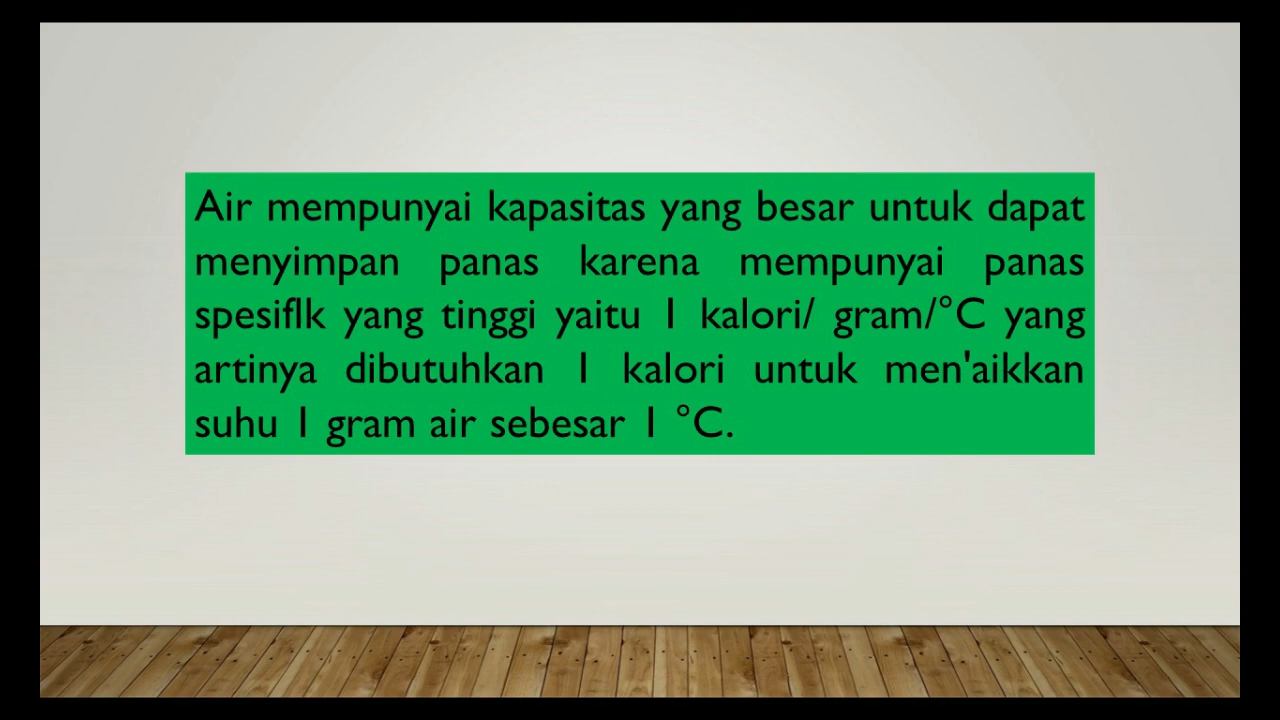 Air mempunyai kapasitas yang besar untuk dapat
menyimpan panas karena mempunyai panas
spesiflk yang tinggi yaitu 1 kalori/ gram/°C yang
artinya dibutuhkan 1 kalori untuk men'aikkan
suhu 1 gram air sebesar 1 °C.